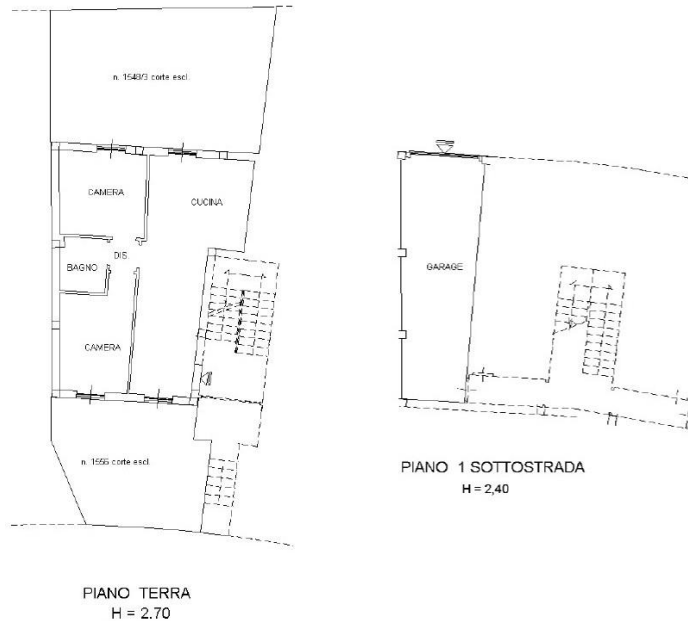 n. 1548/3 corte escl.
CAMERA
CUCINA
DIS.
BAGNO
CAMERA
n. 1556 corte escl.
PIANO TERRA
H = 2.70
GARAGE
PIANO 1 SOTTOSTRADA
H = 2,40